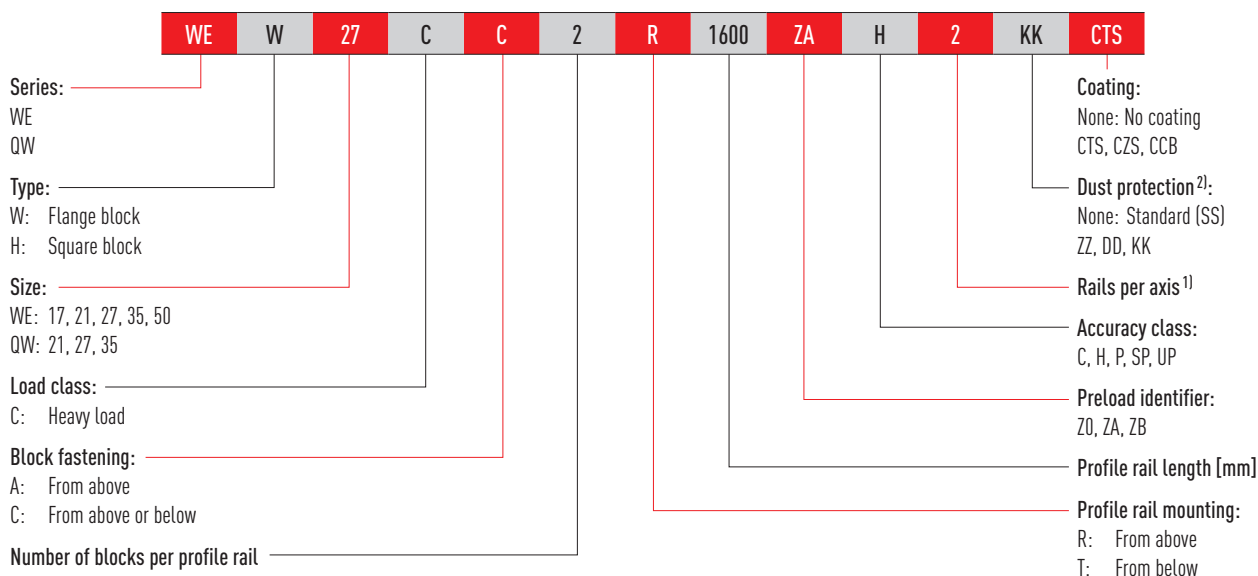 WE W 27 C C 2 R 1600 ZA H 2 KK CTS
Series:
WE
QW
Type:
W: Flange block
H: Square block
Size:
WE: 17, 21, 27, 35, 50
QW: 21, 27, 35
Load class:
C: Heavy load
Block fastening:
A: From above
C: From above or below
Number of blocks per profile rail
Coating:
None: No coating
CTS, CZS, CCB
Dust protection 2):
None: Standard (SS)
ZZ, DD, KK
Rails per axis 1)
Accuracy class:
C, H, P, SP, UP
Preload identifier:
Z0, ZA, ZB
Profile rail length [mm]
Profile rail mounting:
R: From above
T: From below